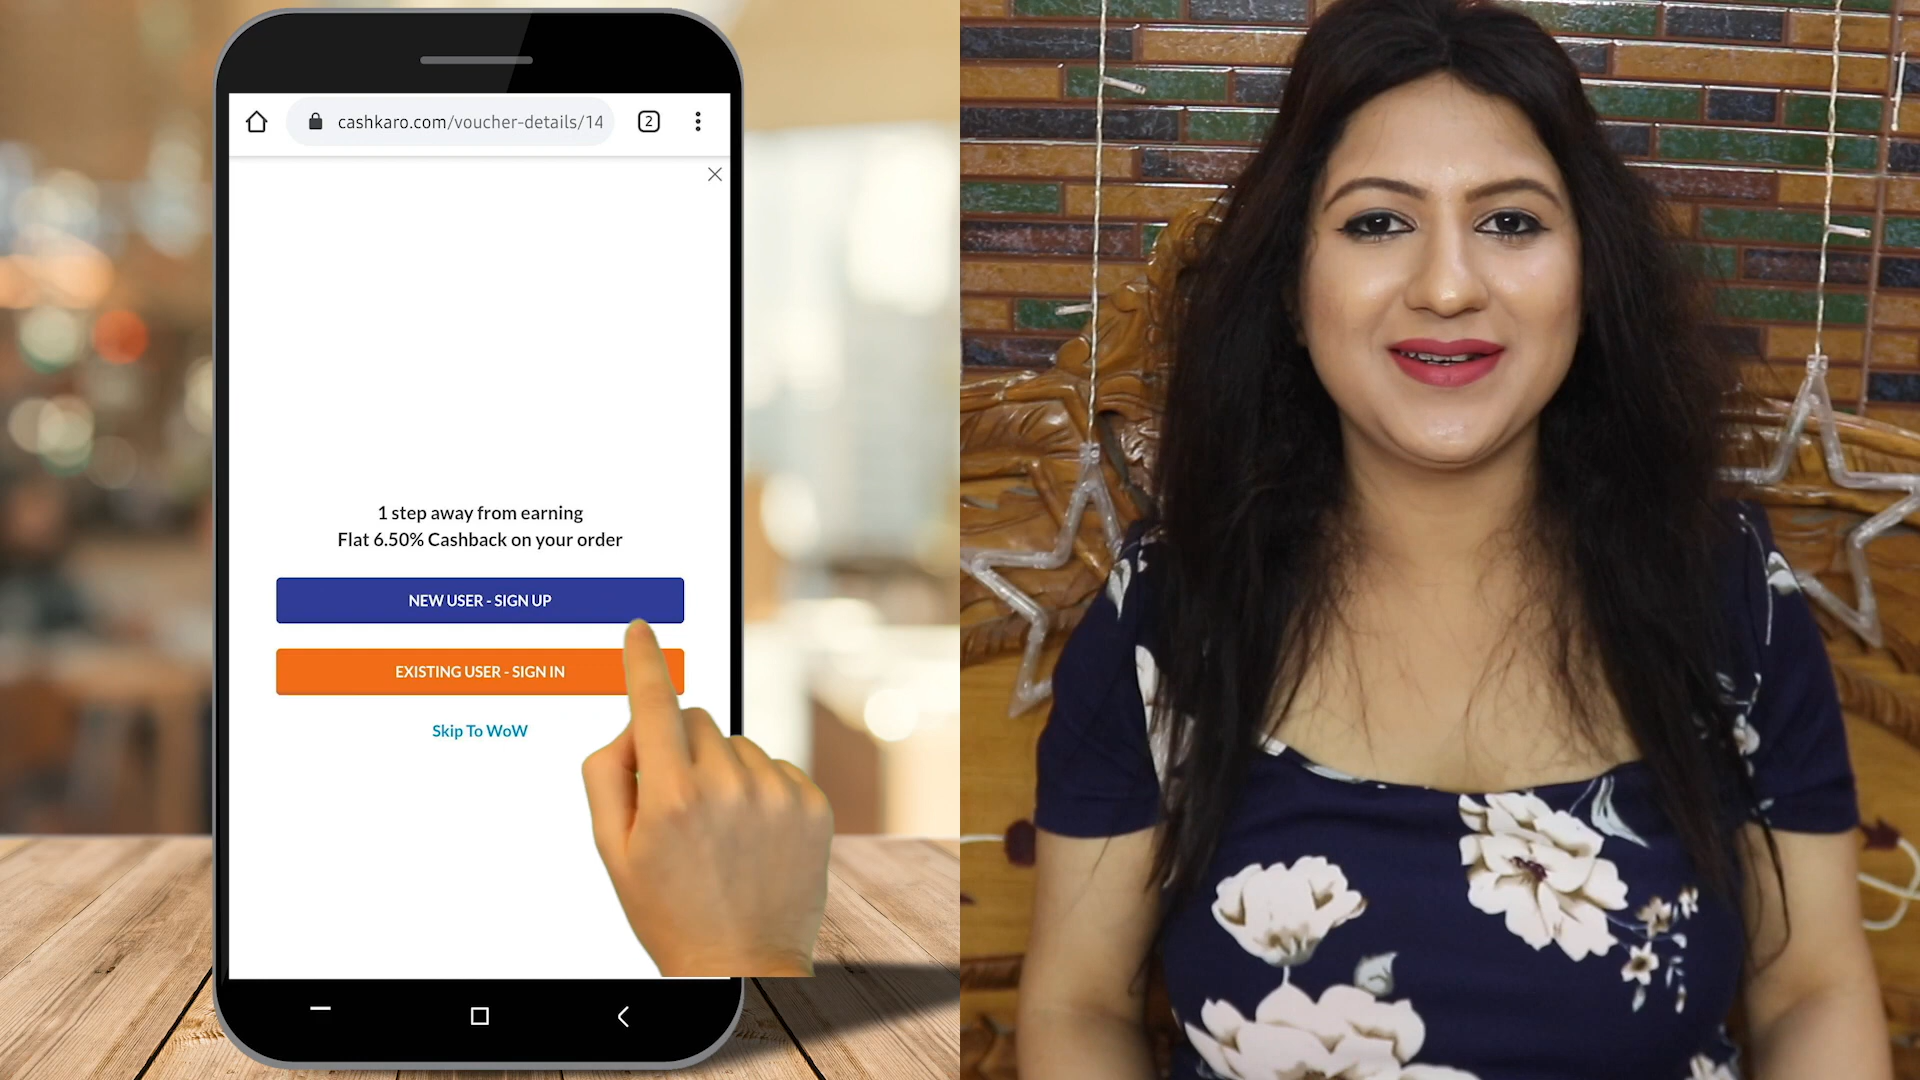 cashkaro.com/voucher-details/14
2
1 step away from earning
Flat 6.50% Cashback on your order
NEW USER - SIGN UP
EXISTING USER - SIGN IN
Skip To WoW